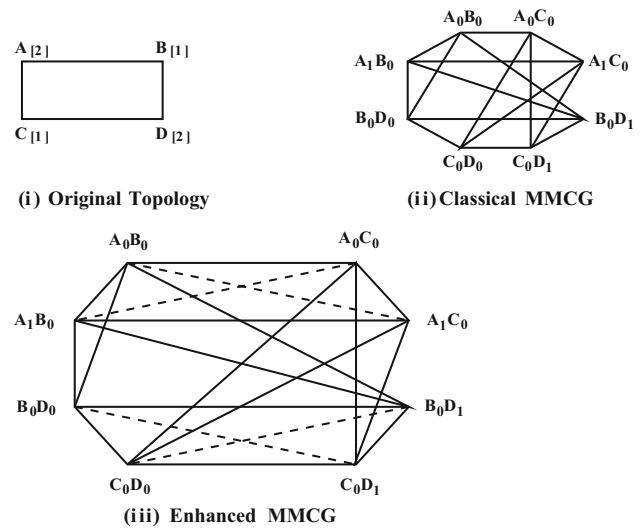 A [2] B [1]
C [1] D [2]
(i) Original Topology
A0B0 A0C0
A1B0 A1C0
B0D0 B0D1
C0D0 C0D1
(ii) Classical MMCG
A0B0 A0C0
A1B0 A1C0
B0D0 B0D1
C0D0 C0D1
(iii) Enhanced MMCG